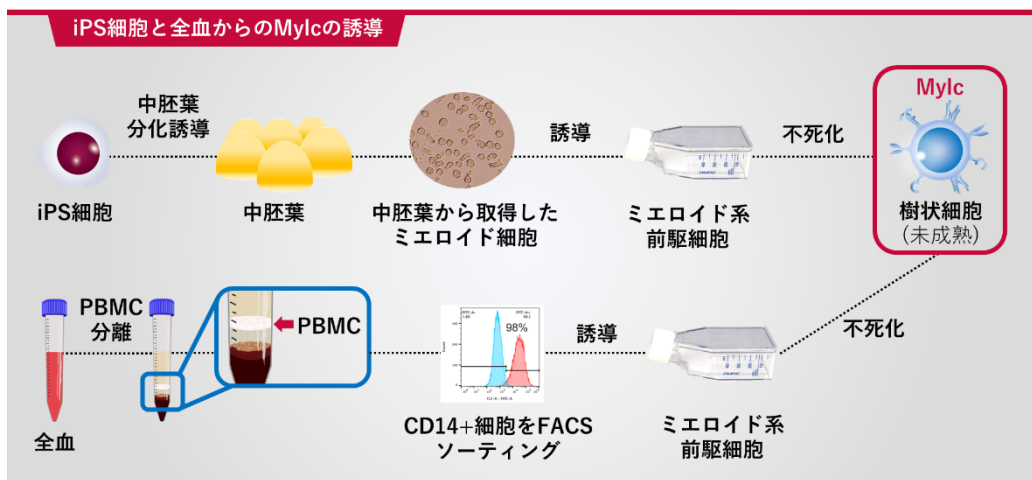 iPS細胞と全血からのMylcの誘導
中胚葉
分化誘導
誘導
不死化
Mylc
iPS細胞
中胚葉
中胚葉から取得した
ミエロイド細胞
ミエロイド系
前駆細胞
樹状細胞
(未成熟)
PBMC
分離
PBMC
98%
誘導
不死化
全血
CD14+細胞をFACS
ソーティング
ミエロイド系
前駆細胞